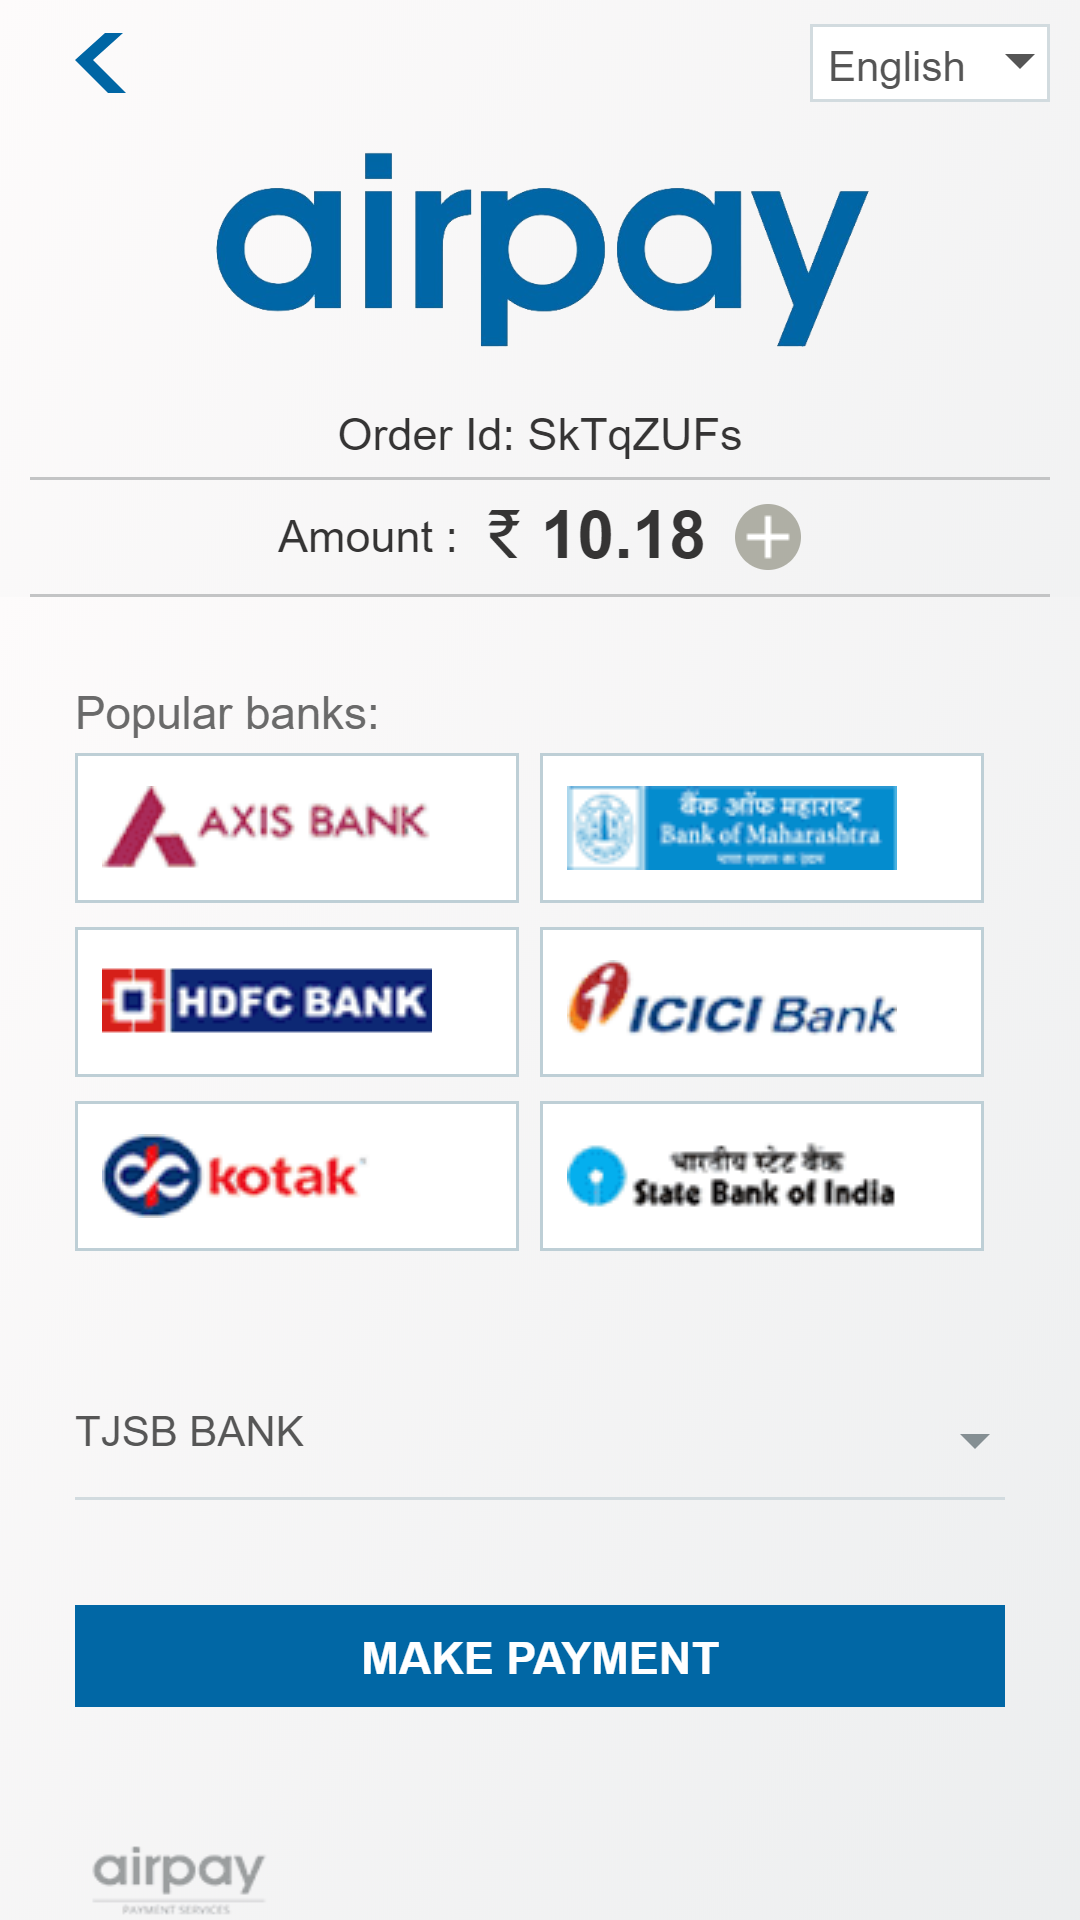 English
airpay
Order Id: SkTqZUFs
Amount : ₹ 10.18
Popular banks:
AXIS BANK
बैंक ऑफ महाराष्ट्र
Bank of Maharashtra
HDFC BANK
ICICI Bank
kotak
भारतीय स्टेट बैंक
State Bank of India
TJSB BANK
MAKE PAYMENT
airpay
PAYMENT SERVICES